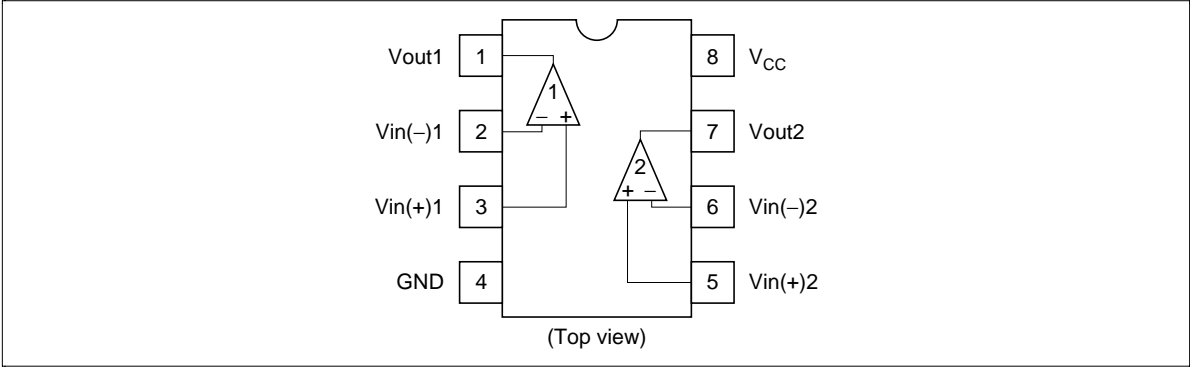 Vout1 1 8 V_CC
1
− +
Vin(−)1 2 7 Vout2
2
+ −
Vin(+)1 3 6 Vin(−)2
GND 4 5 Vin(+)2
(Top view)